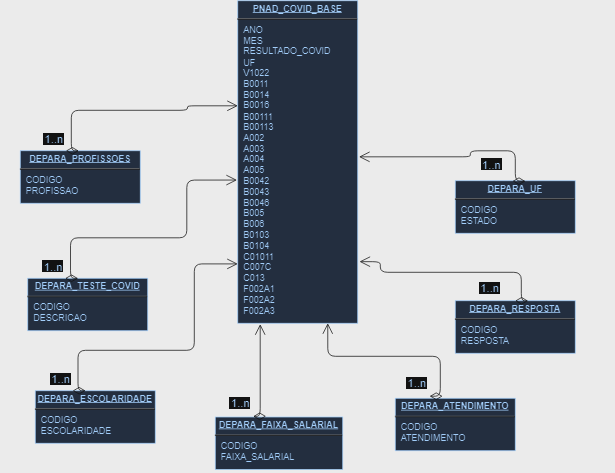 PNAD_COVID_BASE
ANO
MES
RESULTADO_COVID
UF
V1022
B0011
B0014
B0016
B00111
B00113
A002
A003
A004
A005
B0042
B0043
B0046
B005
B006
B0103
B0104
C01011
C007C
C013
F002A1
F002A2
F002A3
1..n
DEPARA_PROFISSOES
CODIGO
PROFISSAO
1..n
DEPARA_UF
CODIGO
ESTADO
1..n
DEPARA_TESTE_COVID
CODIGO
DESCRICAO
1..n
DEPARA_RESPOSTA
CODIGO
RESPOSTA
1..n
DEPARA_ESCOLARIDADE
CODIGO
ESCOLARIDADE
1..n
DEPARA_FAIXA_SALARIAL
CODIGO
FAIXA_SALARIAL
1..n
DEPARA_ATENDIMENTO
CODIGO
ATENDIMENTO